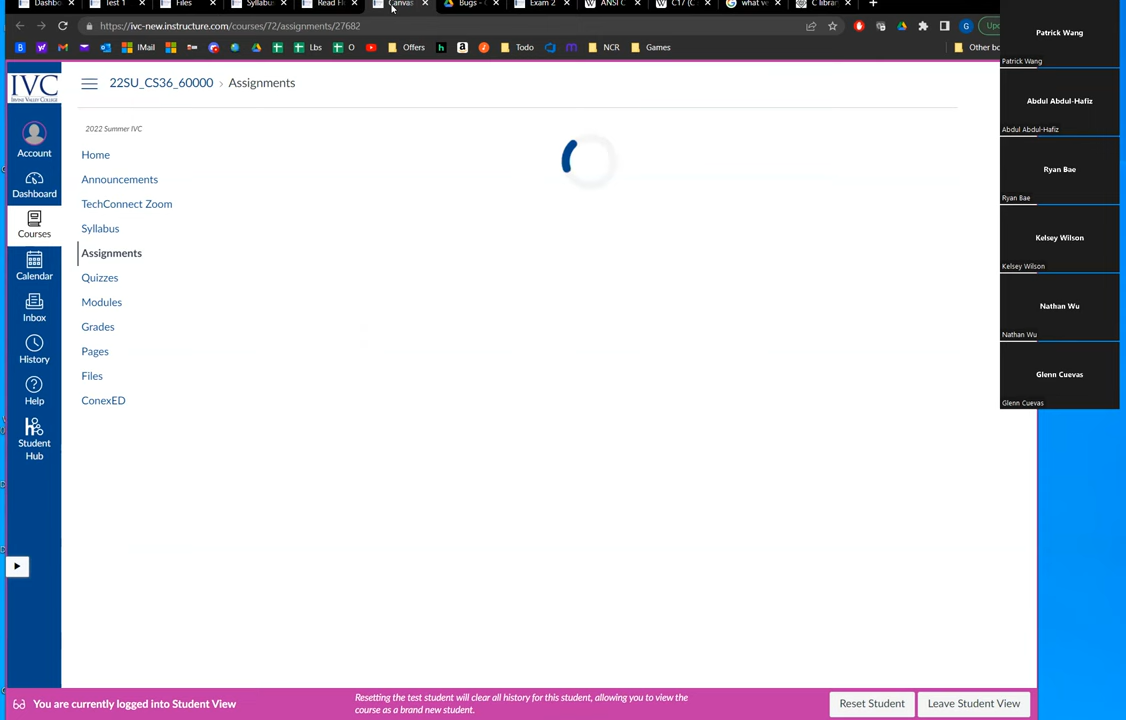 Dashbo × Test 1 × Files × Syllabu × Read Fi × Canvas × Bugs - × Exam 2 × ANSI C × C17 (C × what ve × C librar ×
https://ivc-new.instructure.com/courses/72/assignments/27682
IMail Lbs O Offers Todo NCR Games Other bo
IVC
IRVINE VALLEY COLLEGE
22SU_CS36_60000 › Assignments
2022 Summer IVC
Account
Dashboard
Courses
Calendar
Inbox
History
Help
Student
Hub
Home
Announcements
TechConnect Zoom
Syllabus
Assignments
Quizzes
Modules
Grades
Pages
Files
ConexED
Patrick Wang
Patrick Wang
Abdul Abdul-Hafiz
Abdul Abdul-Hafiz
Ryan Bae
Ryan Bae
Kelsey Wilson
Kelsey Wilson
Nathan Wu
Nathan Wu
Glenn Cuevas
Glenn Cuevas
You are currently logged into Student View
Resetting the test student will clear all history for this student, allowing you to view the
course as a brand new student.
Reset Student
Leave Student View